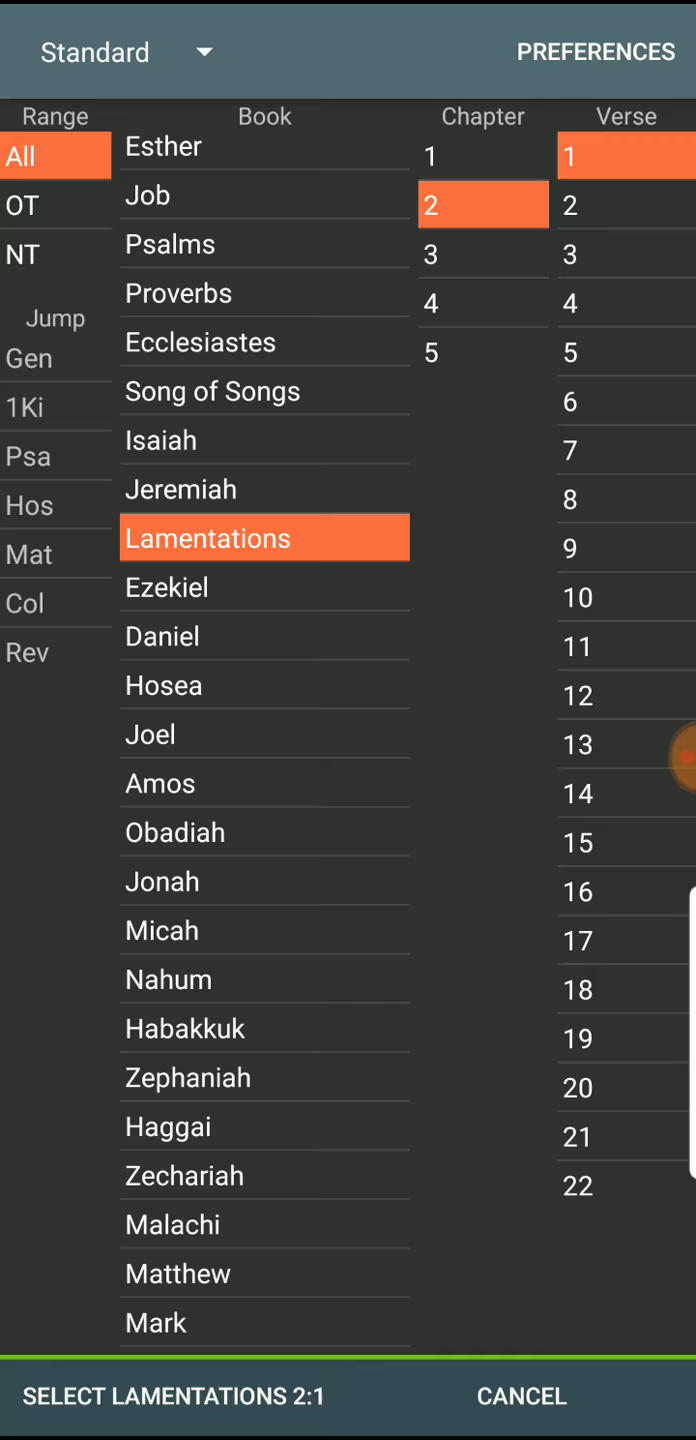 Standard PREFERENCES
Range Book Chapter Verse
All Esther 1 1
OT Job 2 2
NT Psalms 3 3
Jump Proverbs 4 4
Gen Ecclesiastes 5 5
1Ki Song of Songs 6
Psa Isaiah 7
Hos Jeremiah 8
Mat Lamentations 9
Col Ezekiel 10
Rev Daniel 11
Hosea 12
Joel 13
Amos 14
Obadiah 15
Jonah 16
Micah 17
Nahum 18
Habakkuk 19
Zephaniah 20
Haggai 21
Zechariah 22
Malachi
Matthew
Mark
SELECT LAMENTATIONS 2:1 CANCEL